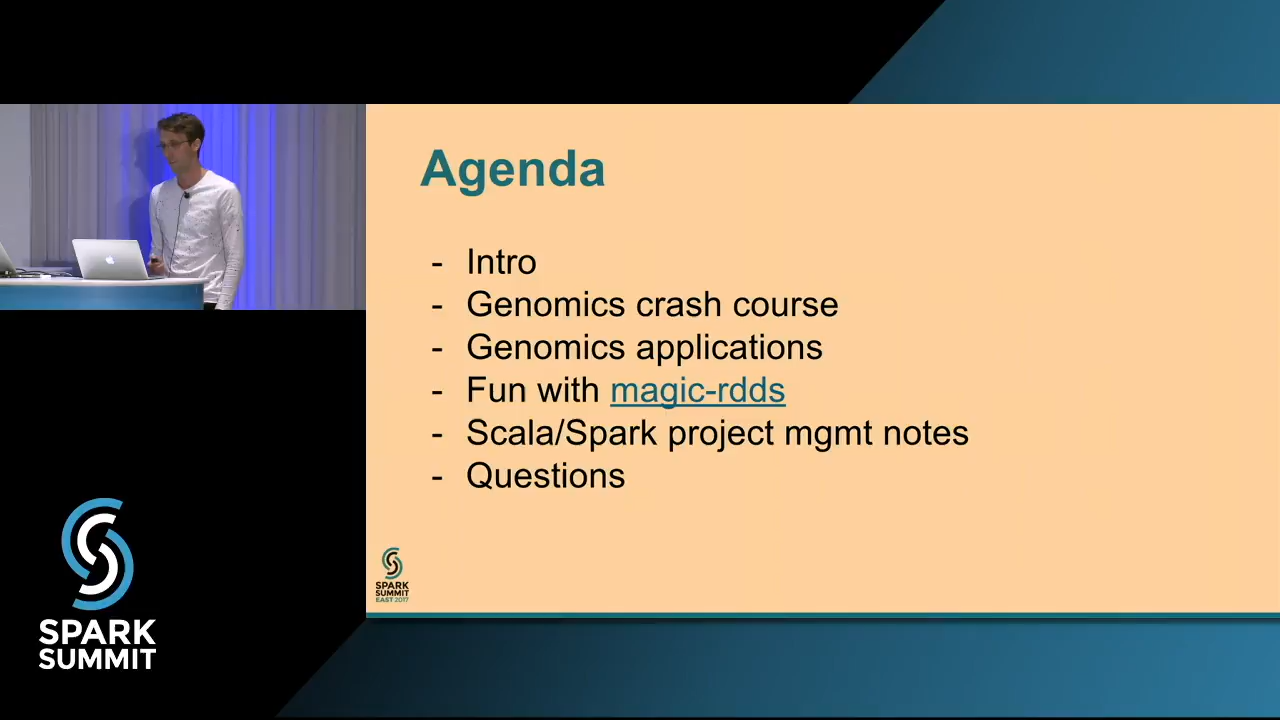 Agenda
- Intro
- Genomics crash course
- Genomics applications
- Fun with magic-rdds
- Scala/Spark project mgmt notes
- Questions
SPARK
SUMMIT
EAST 2017
SPARK
SUMMIT